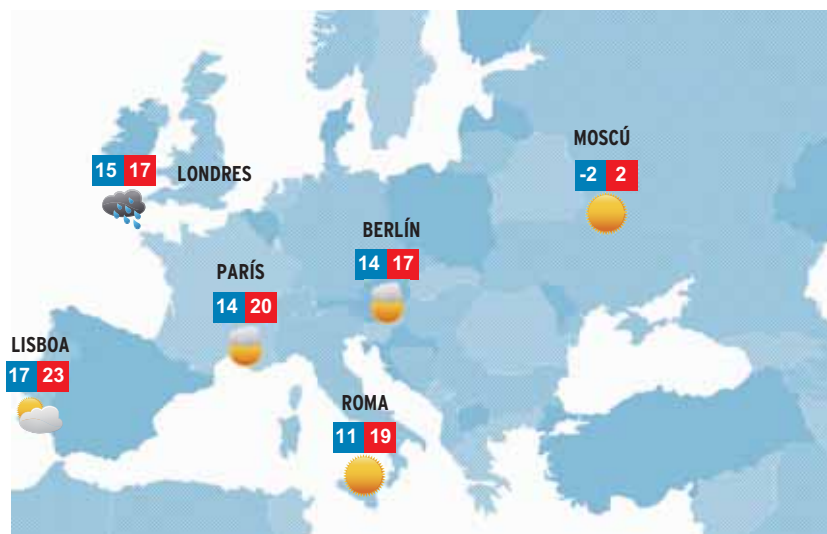 MOSCÚ
-2 2
15 17
LONDRES
BERLÍN
14 17
PARÍS
14 20
LISBOA
17 23
ROMA
11 19